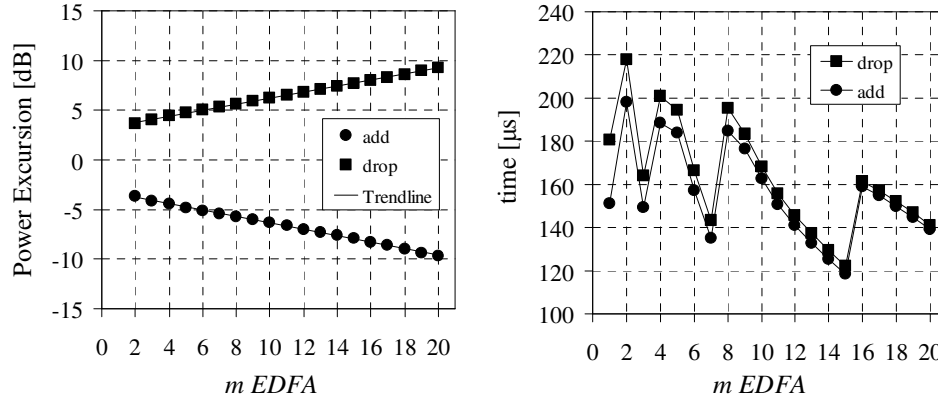 Power Excursion [dB]
15
10
5
0
-5
-10
-15
add
drop
Trendline
0 2 4 6 8 10 12 14 16 18 20
m EDFA
time [µs]
240
220
200
180
160
140
120
100
drop
add
0 2 4 6 8 10 12 14 16 18 20
m EDFA